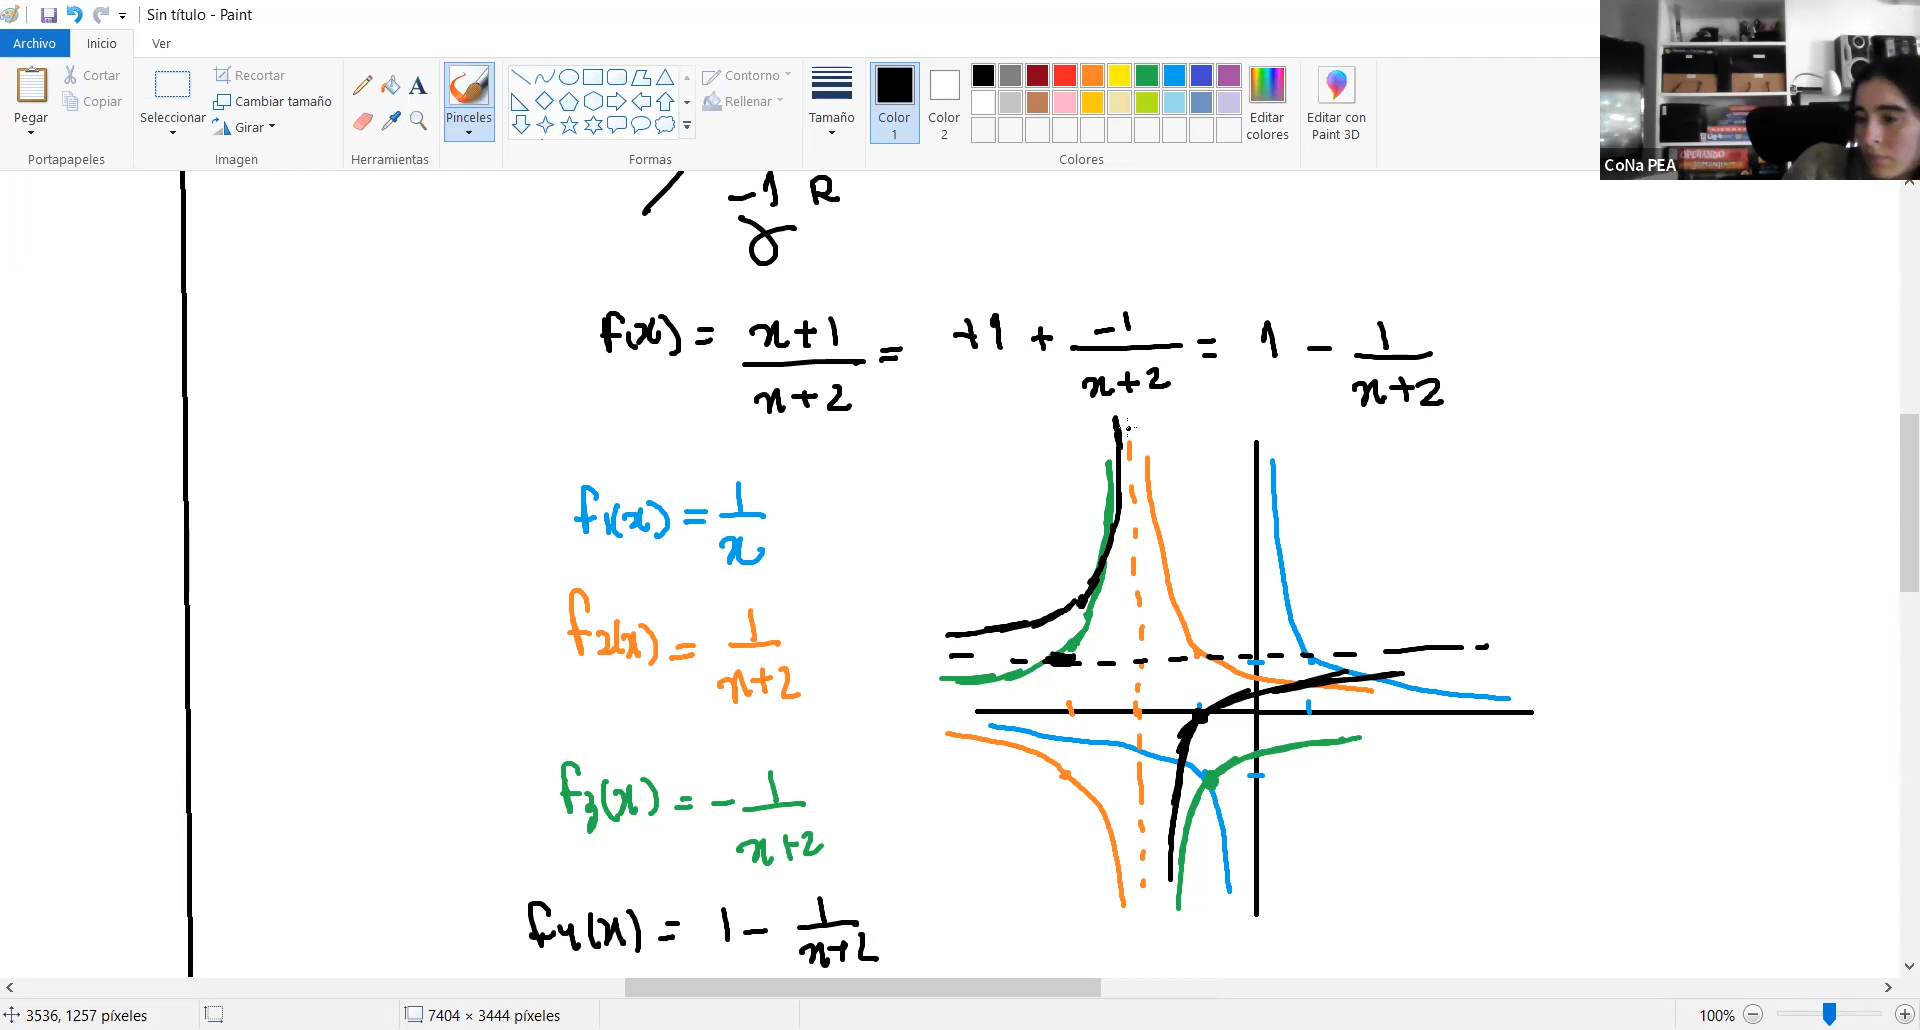 Sin título - Paint
Archivo Inicio Ver
Pegar
Cortar
Copiar
Portapapeles
Seleccionar
Recortar
Cambiar tamaño
Girar
Imagen
A
Herramientas
Pinceles
Contorno
Rellenar
Formas
Tamaño
Color 1
Color 2
Editar colores
Editar con Paint 3D
Colores
CoNa PEA
-1 R
f(x) = x+1 / x+2 = +1 + -1 / x+2 = 1 - 1 / x+2
f1(x) = 1 / x
f2(x) = 1 / x+2
f3(x) = - 1 / x+2
f4(x) = 1 - 1 / x+2
3536, 1257 píxeles 7404 × 3444 píxeles 100%